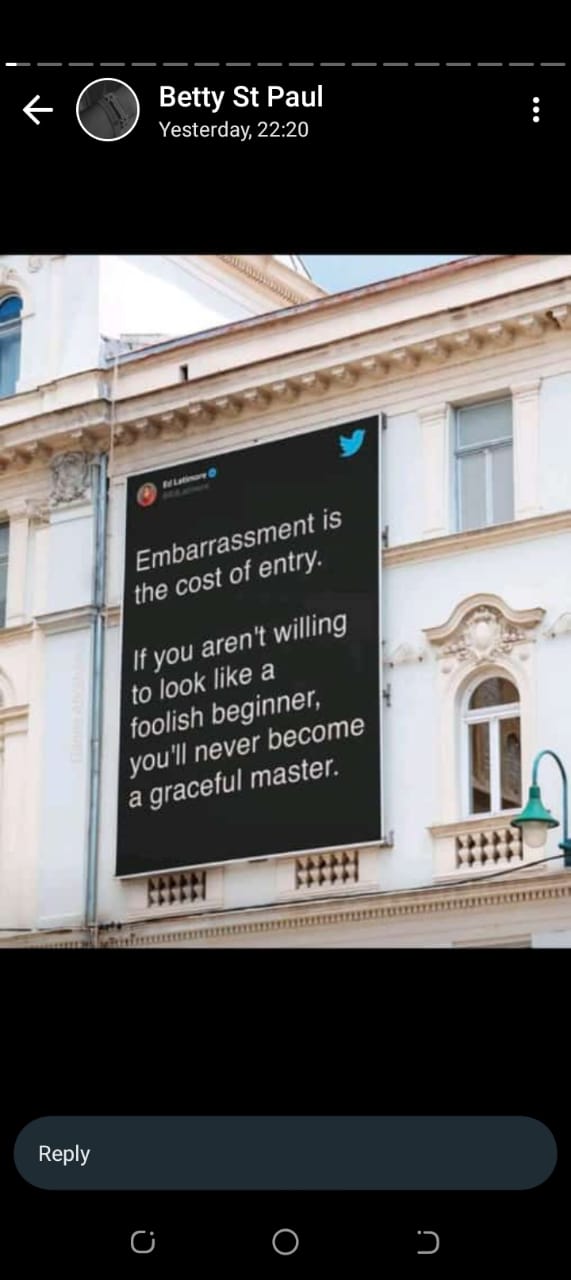 Betty St Paul
Yesterday, 22:20
Ed Latimore
Embarrassment is
the cost of entry.
If you aren't willing
to look like a
foolish beginner,
you'll never become
a graceful master.
Reply